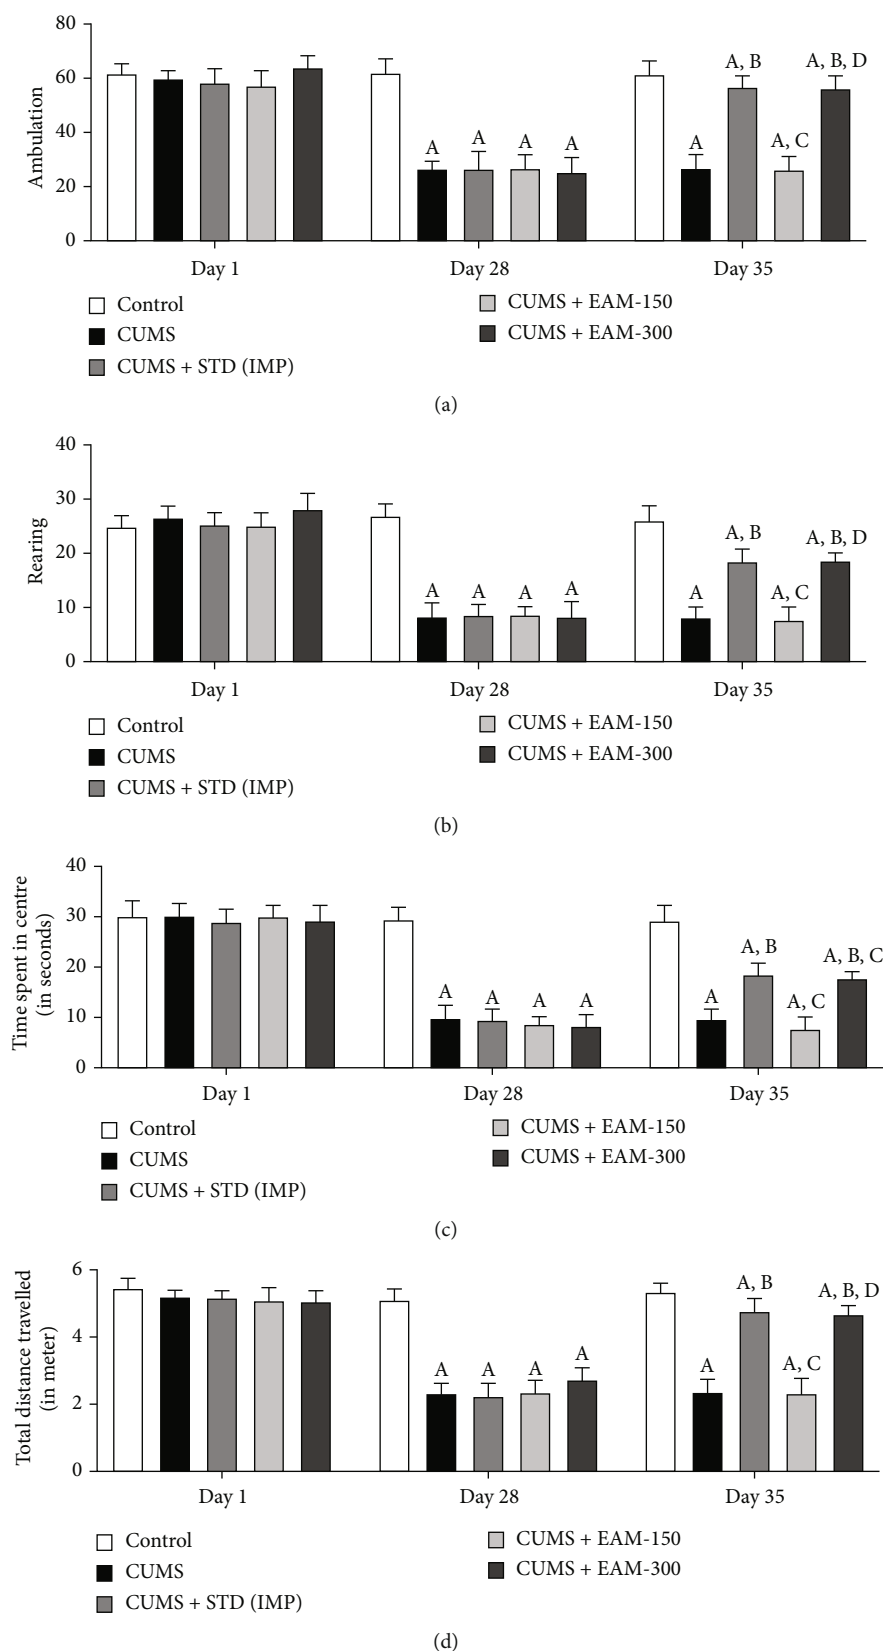 80
60
40
20
0
Ambulation
A A A A
A A, B A, C A, B, D
Day 1 Day 28 Day 35
Control
CUMS
CUMS + STD (IMP)
CUMS + EAM-150
CUMS + EAM-300
(a)
40
30
20
10
0
Rearing
A A A A
A A, B A, C A, B, D
Day 1 Day 28 Day 35
Control
CUMS
CUMS + STD (IMP)
CUMS + EAM-150
CUMS + EAM-300
(b)
40
30
20
10
0
Time spent in centre
(in seconds)
A A A A
A A, B A, C A, B, C
Day 1 Day 28 Day 35
Control
CUMS
CUMS + STD (IMP)
CUMS + EAM-150
CUMS + EAM-300
(c)
6
4
2
0
Total distance travelled
(in meter)
A A A A
A A, B A, C A, B, D
Day 1 Day 28 Day 35
Control
CUMS
CUMS + STD (IMP)
CUMS + EAM-150
CUMS + EAM-300
(d)